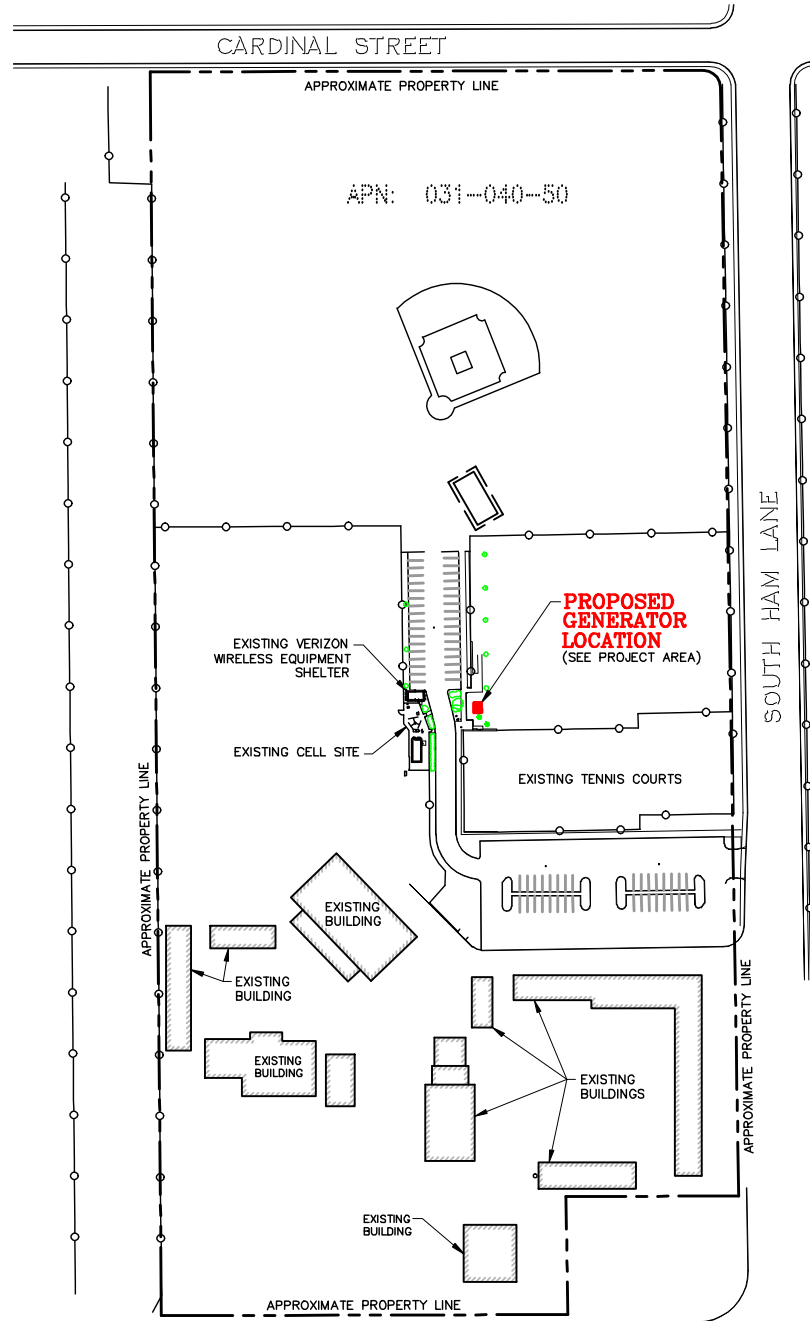 CARDINAL STREET
APPROXIMATE PROPERTY LINE
APN: 031-040-50
SOUTH HAM LANE
PROPOSED
GENERATOR
LOCATION
(SEE PROJECT AREA)
EXISTING VERIZON
WIRELESS EQUIPMENT
SHELTER
EXISTING CELL SITE
EXISTING TENNIS COURTS
APPROXIMATE PROPERTY LINE
EXISTING
BUILDING
EXISTING
BUILDING
APPROXIMATE PROPERTY LINE
EXISTING
BUILDING
EXISTING
BUILDINGS
EXISTING
BUILDING
APPROXIMATE PROPERTY LINE